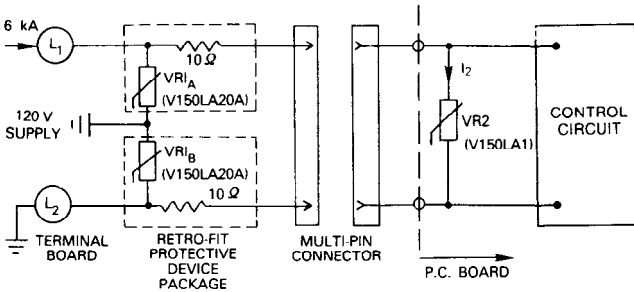 6 kA
L1
10 Ω
VRIA
(V150LA20A)
120 V
SUPPLY
VRIB
(V150LA20A)
10 Ω
L2
TERMINAL
BOARD
RETRO-FIT
PROTECTIVE
DEVICE
PACKAGE
MULTI-PIN
CONNECTOR
I2
VR2
(V150LA1)
CONTROL
CIRCUIT
P.C. BOARD